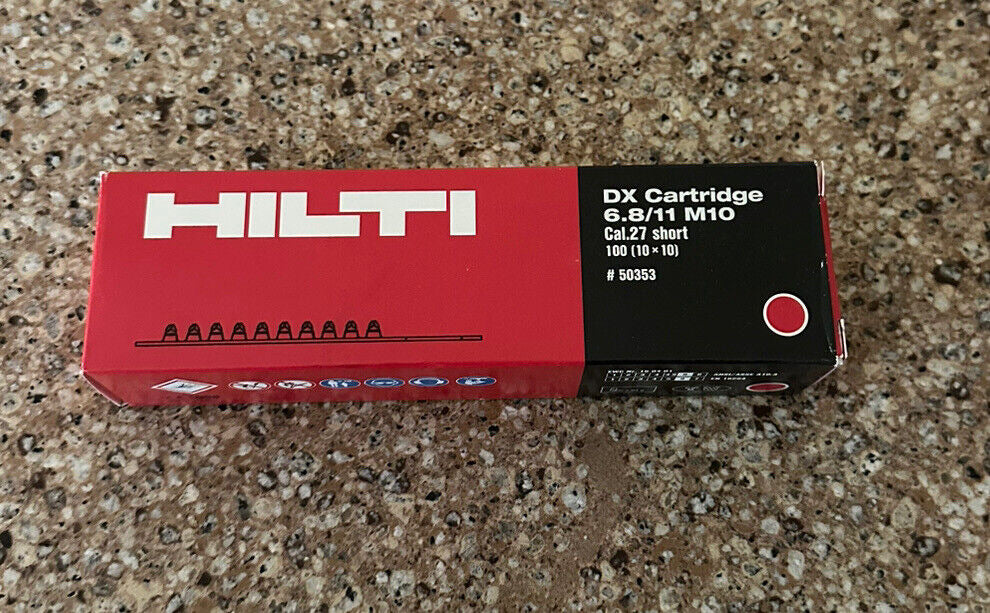 HILTI
DX Cartridge
6.8/11 M10
Cal.27 short
100 (10 × 10)
# 50353